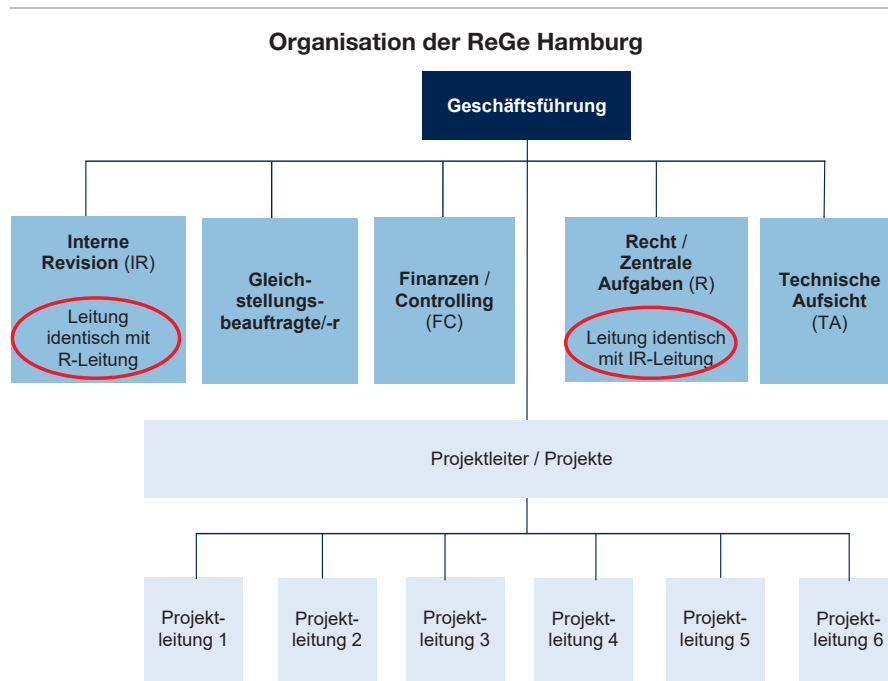 Organisation der ReGe Hamburg
Geschäftsführung
Interne
Revision (IR)
Leitung
identisch mit
R-Leitung
Gleich-
stellungs-
beauftragte/-r
Finanzen /
Controlling
(FC)
Recht /
Zentrale
Aufgaben (R)
Leitung identisch
mit IR-Leitung
Technische
Aufsicht
(TA)
Projektleiter / Projekte
Projekt-
leitung 1
Projekt-
leitung 2
Projekt-
leitung 3
Projekt-
leitung 4
Projekt-
leitung 5
Projekt-
leitung 6